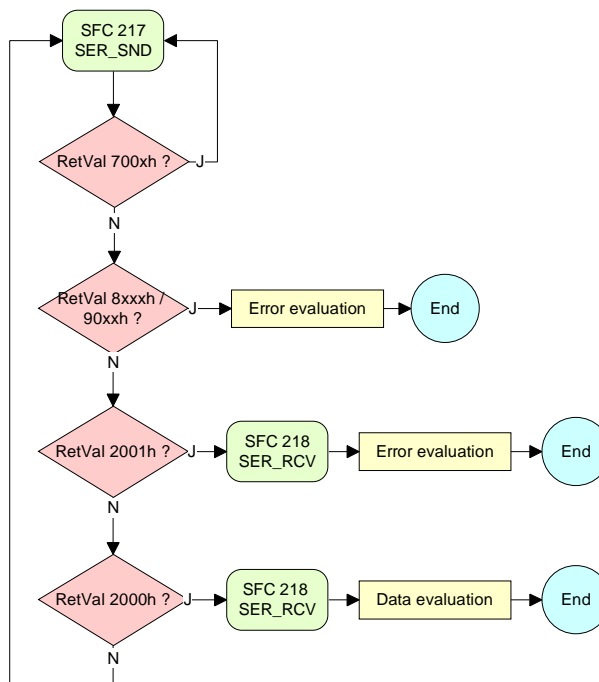 SFC 217
SER_SND
RetVal 700xh ?
J
N
RetVal 8xxxh /
90xxh ?
J
Error evaluation
End
N
RetVal 2001h ?
J
SFC 218
SER_RCV
Error evaluation
End
N
RetVal 2000h ?
J
SFC 218
SER_RCV
Data evaluation
End
N